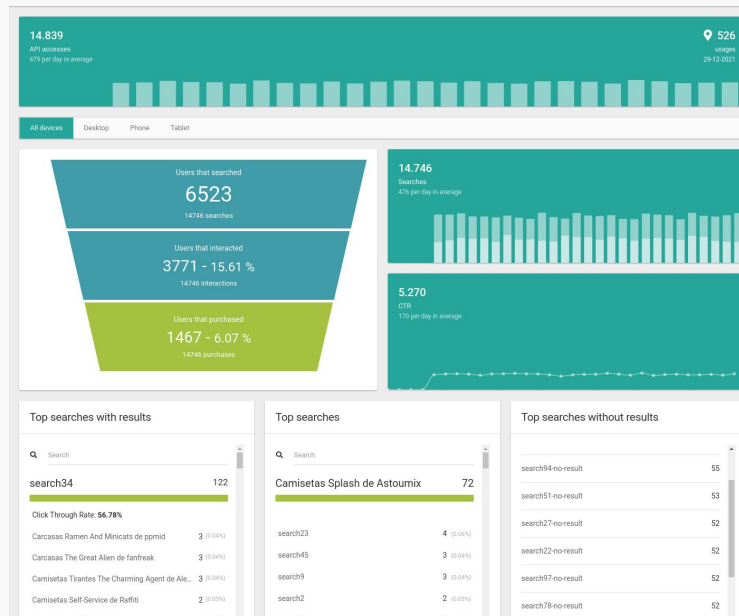 14.839
526
API accesses
usages
479 per day in average
29-12-2021
All devices
Desktop
Phone
Tablet
Users that searched
6523
14746 searches
Users that interacted
3771 - 15.61 %
14746 interactions
Users that purchased
1467 - 6.07 %
14746 purchases
14.746
Searches
476 per day in average
5.270
CTR
170 per day in average
Top searches with results
Search
search34 122
Click Through Rate: 56.78%
Carcasas Ramen And Minicats de ppmid 3 (0.04%)
Carcasas The Great Alien de fanfreak 3 (0.04%)
Camisetas Tirantes The Charming Agent de Ale... 3 (0.04%)
Camisetas Self-Service de Raffiti 2 (0.03%)
Top searches
Search
Camisetas Splash de Astoumix 72
search23 4 (0.06%)
search45 3 (0.04%)
search9 3 (0.04%)
search2 2 (0.03%)
Top searches without results
search94-no-result 55
search51-no-result 53
search27-no-result 52
search22-no-result 52
search97-no-result 52
search78-no-result 52